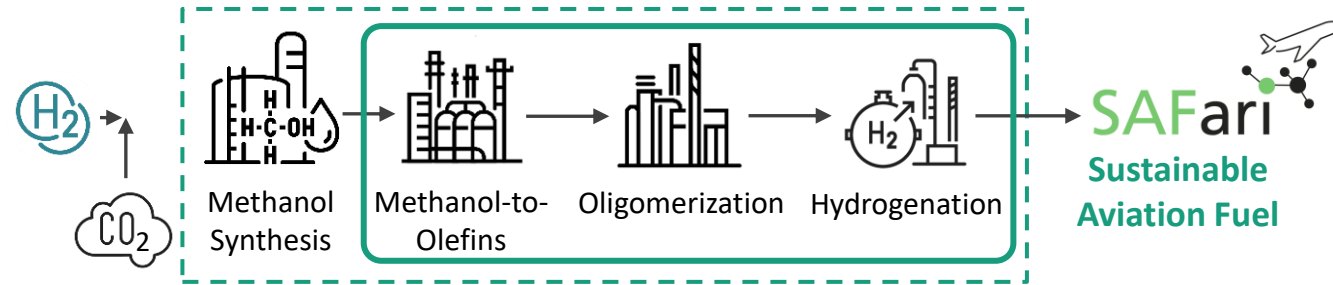 H2
CO2
H
H-C-OH
H
Methanol
Synthesis
Methanol-to-
Olefins
Oligomerization
H2
Hydrogenation
SAFari
Sustainable
Aviation Fuel